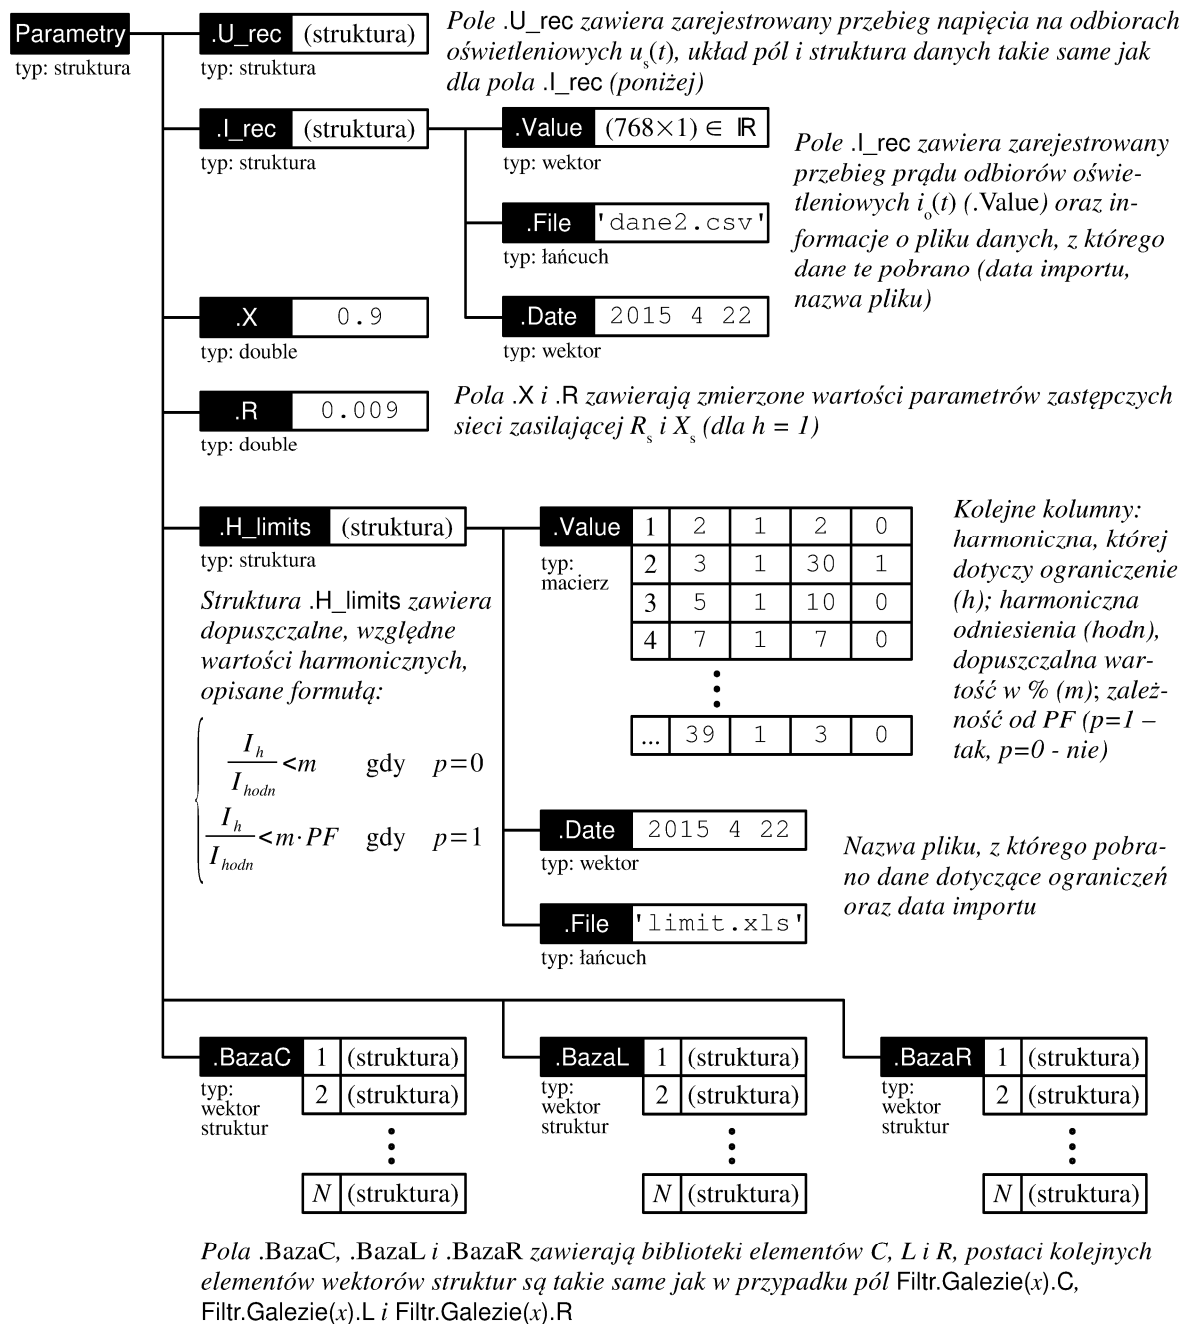 Parametry
typ: struktura
.U_rec (struktura)
typ: struktura
Pole .U_rec zawiera zarejestrowany przebieg napięcia na odbiorach
oświetleniowych uₛ(t), układ pól i struktura danych takie same jak
dla pola .I_rec (poniżej)
.I_rec (struktura)
typ: struktura
.Value (768×1) ∈ ℝ
typ: wektor
.File 'dane2.csv'
typ: łańcuch
.Date 2015 4 22
typ: wektor
Pole .I_rec zawiera zarejestrowany
przebieg prądu odbiorów oświe-
tleniowych iₒ(t) (.Value) oraz in-
formacje o pliku danych, z którego
dane te pobrano (data importu,
nazwa pliku)
.X 0.9
typ: double
.R 0.009
typ: double
Pola .X i .R zawierają zmierzone wartości parametrów zastępczych
sieci zasilającej Rₛ i Xₛ (dla h = 1)
.H_limits (struktura)
typ: struktura
Struktura .H_limits zawiera
dopuszczalne, względne
wartości harmonicznych,
opisane formułą:
I_h / I_hodn < m gdy p=0
I_h / I_hodn < m·PF gdy p=1
.Value 1 2 1 2 0
typ:
macierz
2 3 1 30 1
3 5 1 10 0
4 7 1 7 0
⋮
... 39 1 3 0
Kolejne kolumny:
harmoniczna, której
dotyczy ograniczenie
(h); harmoniczna
odniesienia (hodn),
dopuszczalna war-
tość w % (m); zależ-
ność od PF (p=1 –
tak, p=0 - nie)
.Date 2015 4 22
typ: wektor
.File 'limit.xls'
typ: łańcuch
Nazwa pliku, z którego pobra-
no dane dotyczące ograniczeń
oraz data importu
.BazaC 1 (struktura)
typ:
wektor
struktur
2 (struktura)
⋮
N (struktura)
.BazaL 1 (struktura)
typ:
wektor
struktur
2 (struktura)
⋮
N (struktura)
.BazaR 1 (struktura)
typ:
wektor
struktur
2 (struktura)
⋮
N (struktura)
Pola .BazaC, .BazaL i .BazaR zawierają biblioteki elementów C, L i R, postaci kolejnych
elementów wektorów struktur są takie same jak w przypadku pól Filtr.Galezie(x).C,
Filtr.Galezie(x).L i Filtr.Galezie(x).R